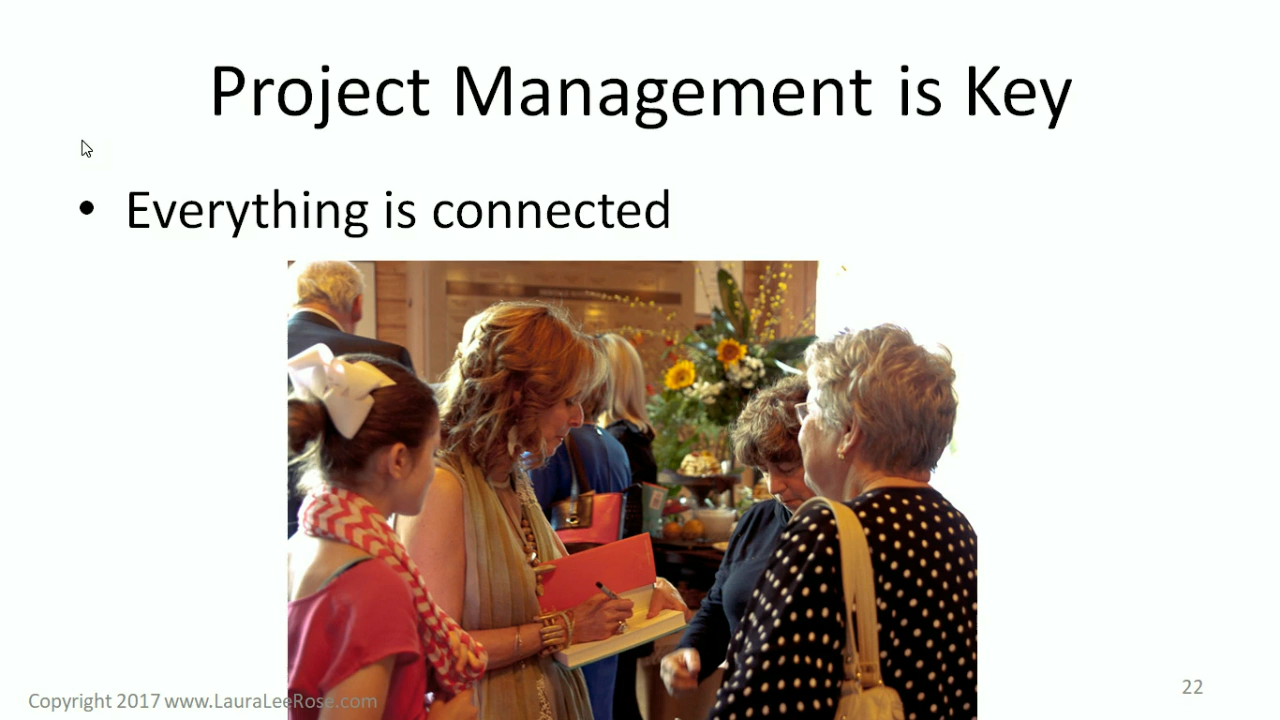 Project Management is Key
• Everything is connected
Copyright 2017 www.LauraLeeRose.com
22